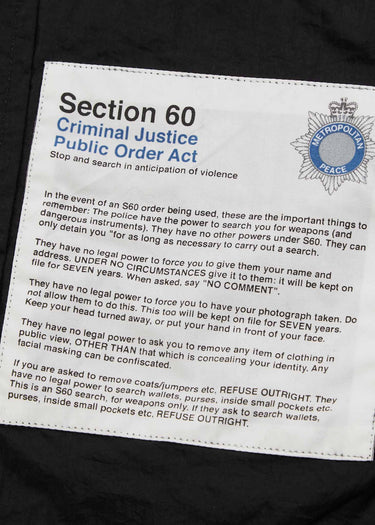 Section 60
Criminal Justice
Public Order Act
Stop and search in anticipation of violence
METROPOLITAN
PEACE
In the event of an S60 order being used, these are the important things to
remember: The police have the power to search you for weapons (and
dangerous instruments). They have no other powers under S60. They can
only detain you "for as long as necessary to carry out a search.
They have no legal power to force you to give them your name and
address. UNDER NO CIRCUMSTANCES give it to them: it will be kept on
file for SEVEN years. When asked, say "NO COMMENT".
They have no legal power to force you to have your photograph taken. Do
not allow them to do this. This too will be kept on file for SEVEN years.
Keep your head turned away, or put your hand in front of your face.
They have no legal power to ask you to remove any item of clothing in
public view, OTHER THAN that which is concealing your identity. Any
facial masking can be confiscated.
If you are asked to remove coats/jumpers etc, REFUSE OUTRIGHT. They
have no legal power to search wallets, purses, inside small pockets etc.
This is an S60 search, for weapons only. If they ask to search wallets,
purses, inside small pockets etc. REFUSE OUTRIGHT.